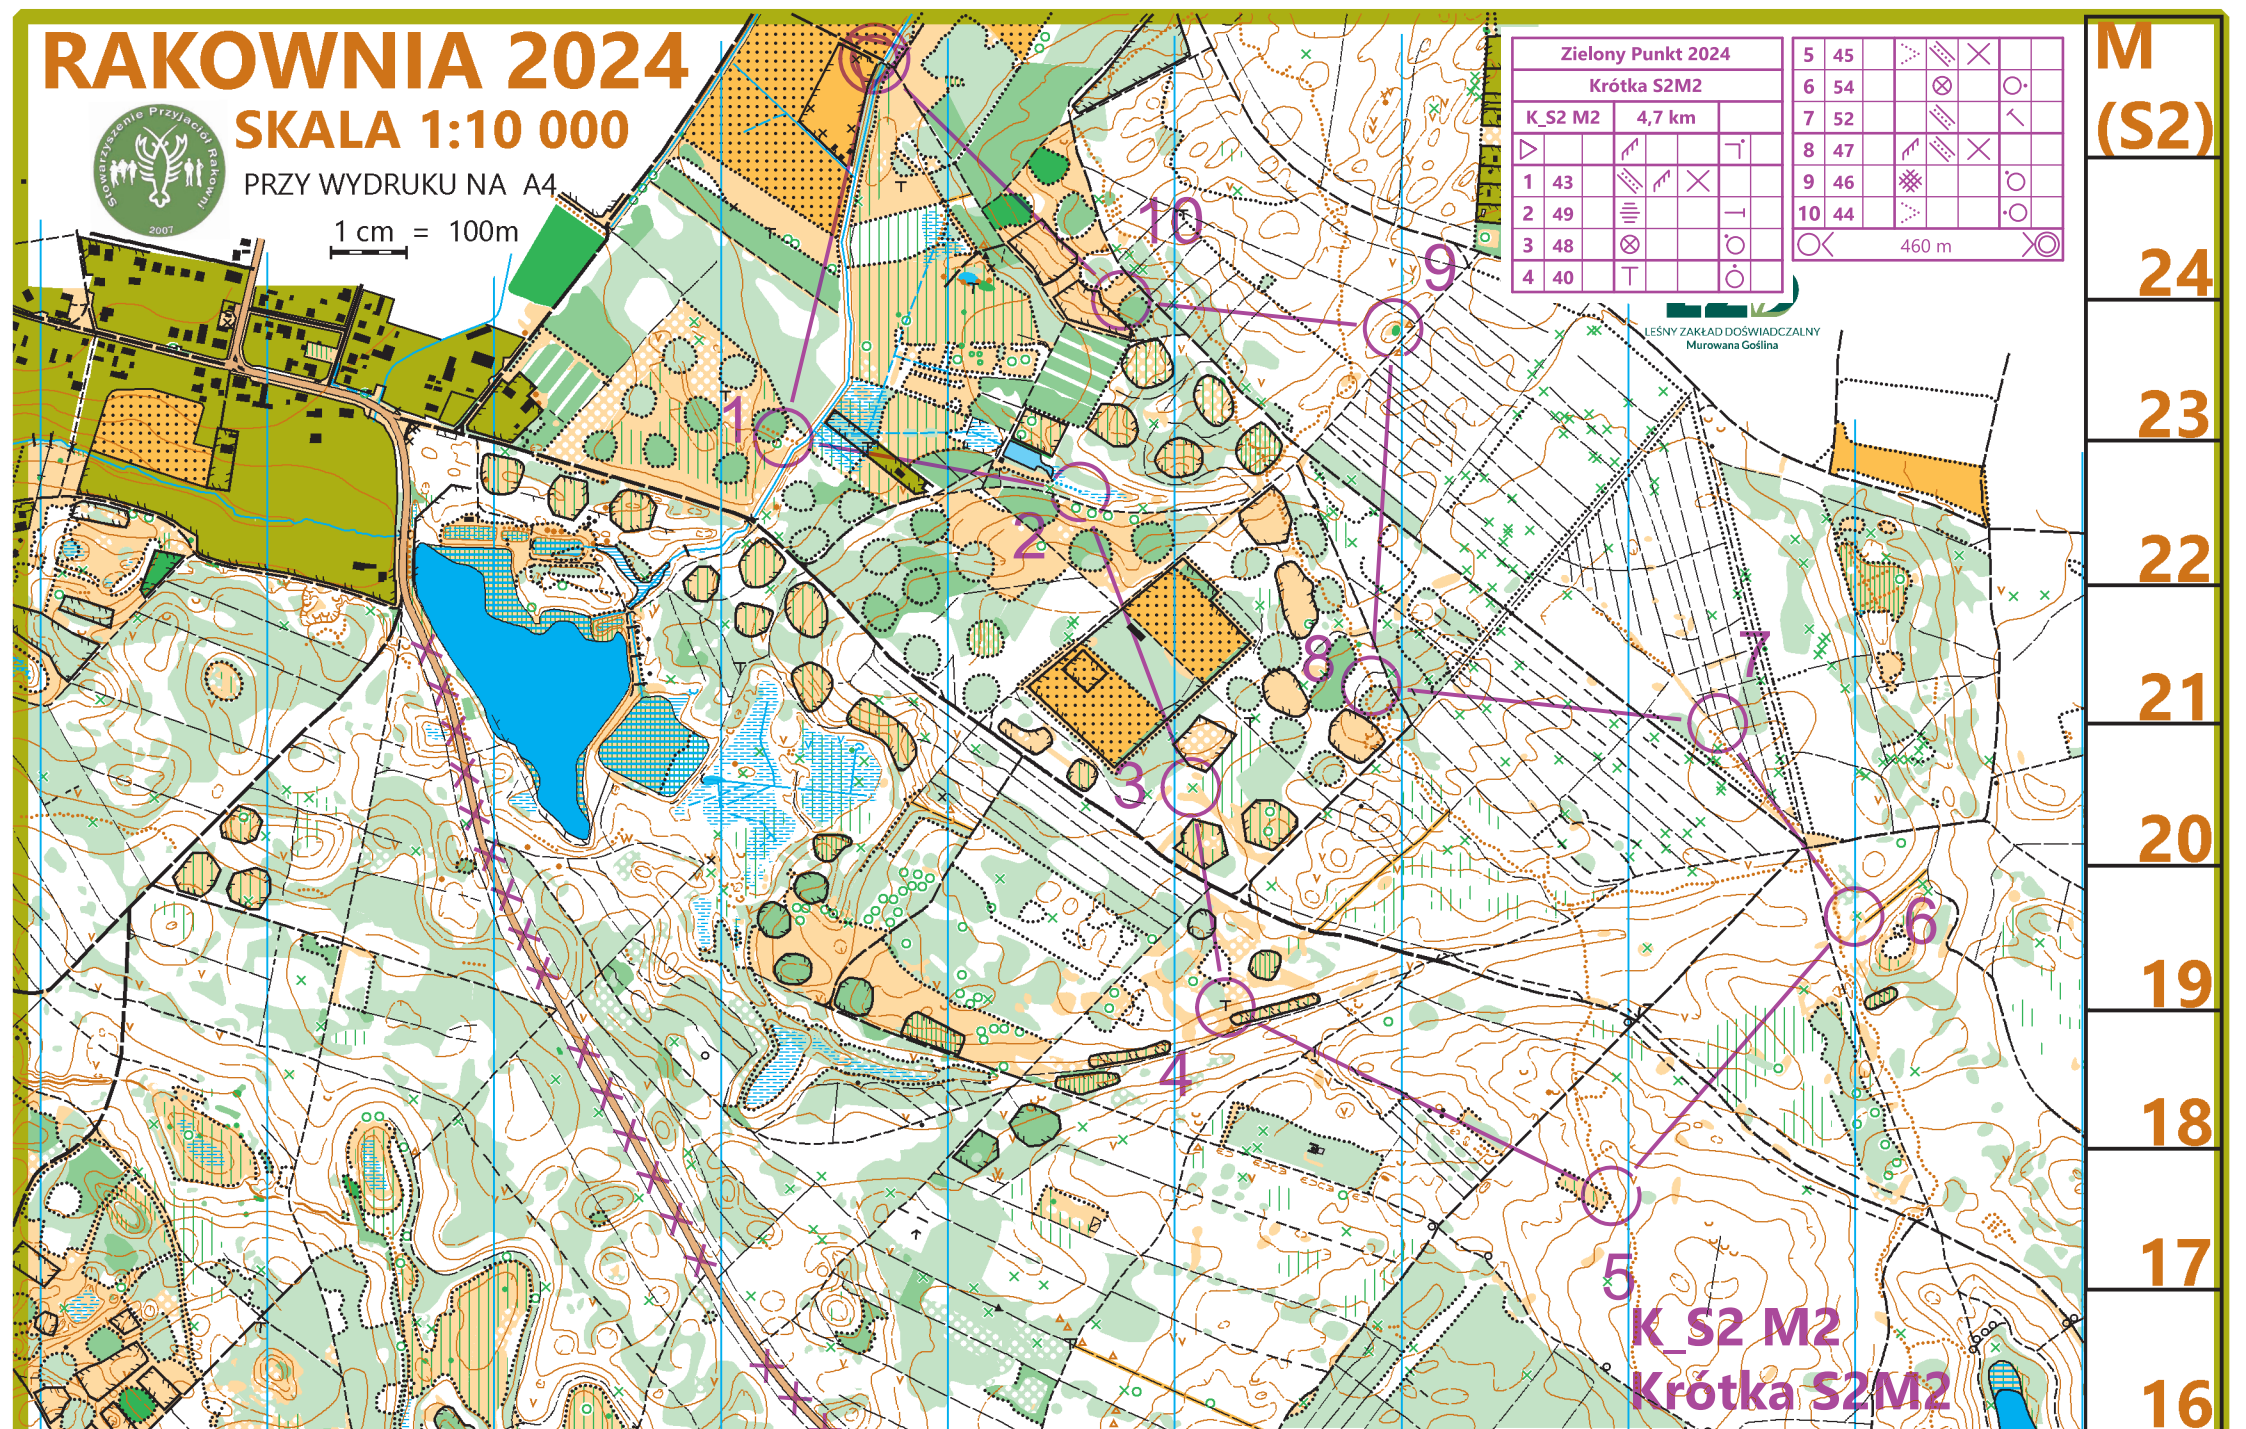 RAKOWNIA 2024
SKALA 1:10 000
PRZY WYDRUKU NA A4
1 cm = 100m
Stowarzyszenie Przyjaciół Rakowni
2007
Zielony Punkt 2024
Krótka S2M2
K_S2 M2 4,7 km
1 43
2 49
3 48
4 40
5 45
6 54
7 52
8 47
9 46
10 44
460 m
LEŚNY ZAKŁAD DOŚWIADCZALNY
Murowana Goślina
M
(S2)
24
23
22
21
20
19
18
17
16
10
9
1
2
8
7
3
6
4
5
K_S2 M2
Krótka S2M2